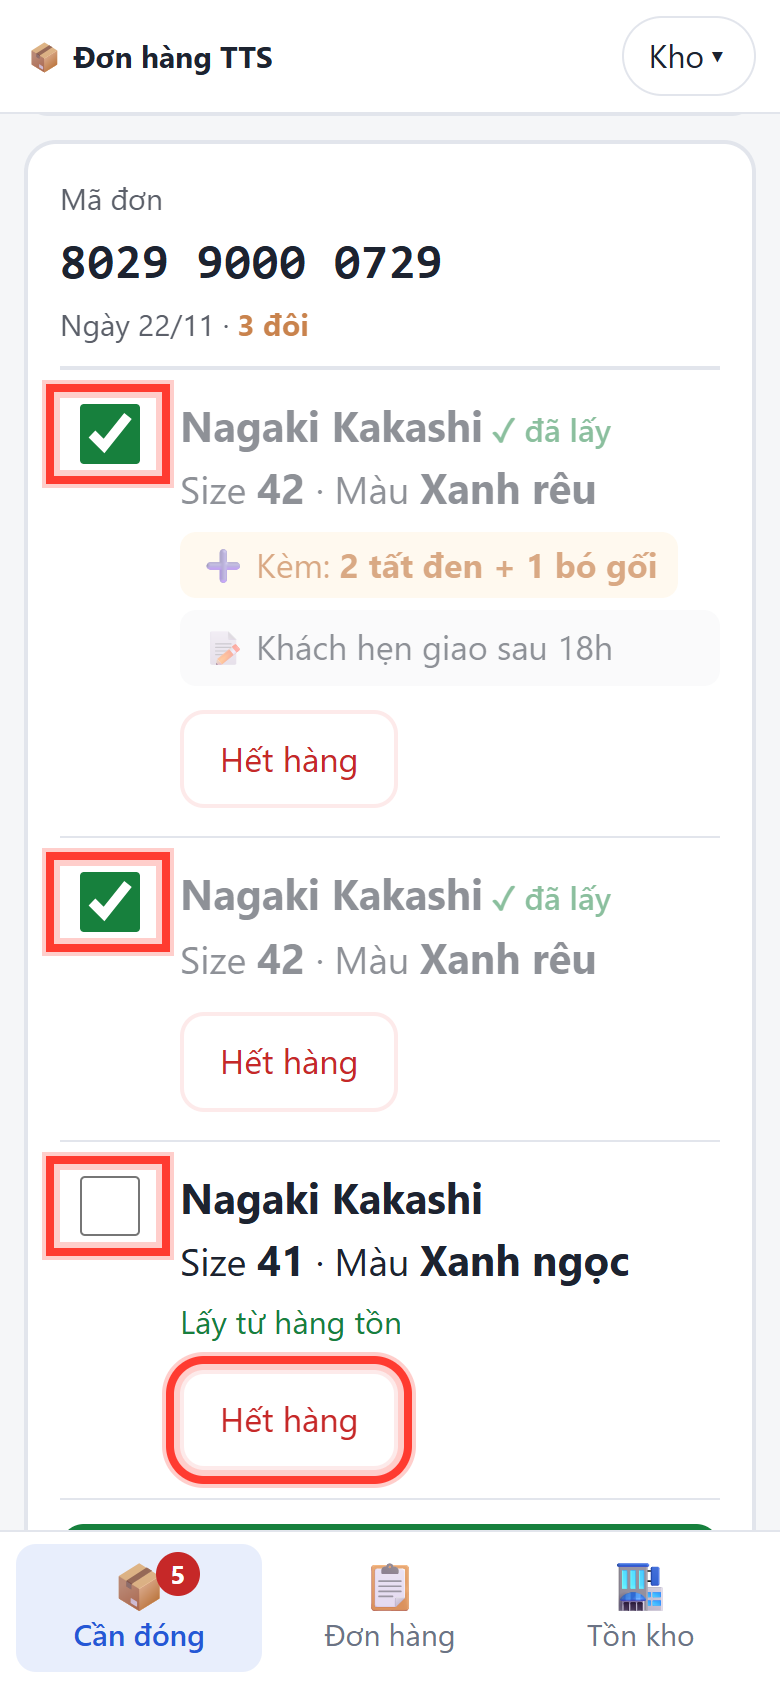 Đơn hàng TTS
Kho ▾
Mã đơn
8029 9000 0729
Ngày 22/11 · 3 đôi
Nagaki Kakashi ✓ đã lấy
Size 42 · Màu Xanh rêu
Kèm: 2 tất đen + 1 bó gối
Khách hẹn giao sau 18h
Hết hàng
Nagaki Kakashi ✓ đã lấy
Size 42 · Màu Xanh rêu
Hết hàng
Nagaki Kakashi
Size 41 · Màu Xanh ngọc
Lấy từ hàng tồn
Hết hàng
5
Cần đóng
Đơn hàng
Tồn kho